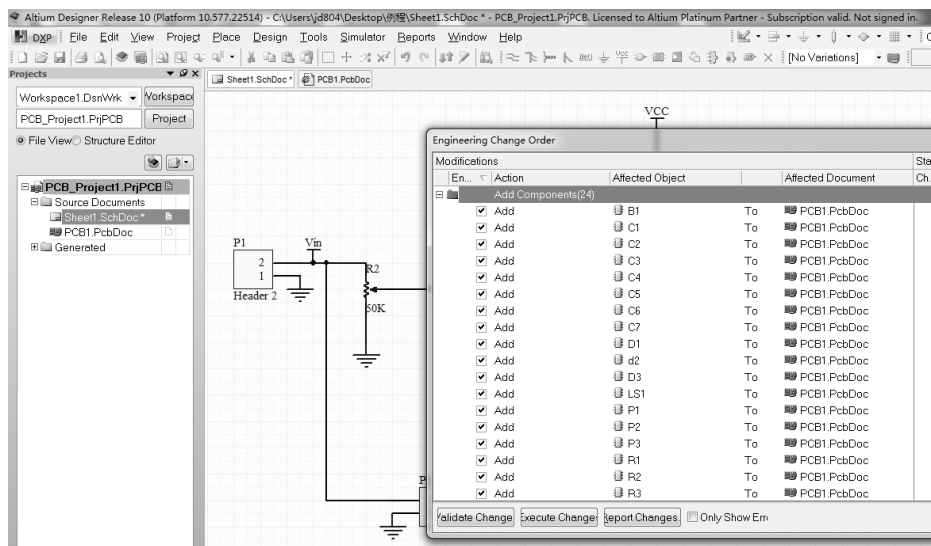 Altium Designer Release 10 (Platform 10.577.22514) - C:\Users\jd804\Desktop\例程\Sheet1.SchDoc * - PCB_Project1.PrjPCB. Licensed to Altium Platinum Partner - Subscription valid. Not signed in.
DXP File Edit View Project Place Design Tools Simulator Reports Window Help
[No Variations]
Projects
Sheet1.SchDoc * PCB1.PcbDoc
Workspace1.DsnWrk Workspace
PCB_Project1.PrjPCB Project
File View Structure Editor
PCB_Project1.PrjPCB
Source Documents
Sheet1.SchDoc *
PCB1.PcbDoc
Generated
VCC
P1 Vin
2
1
Header 2
R2
50K
P
Engineering Change Order
Modifications Sta
En... Action Affected Object Affected Document Ch.
Add Components(24)
Add B1 To PCB1.PcbDoc
Add C1 To PCB1.PcbDoc
Add C2 To PCB1.PcbDoc
Add C3 To PCB1.PcbDoc
Add C4 To PCB1.PcbDoc
Add C5 To PCB1.PcbDoc
Add C6 To PCB1.PcbDoc
Add C7 To PCB1.PcbDoc
Add D1 To PCB1.PcbDoc
Add d2 To PCB1.PcbDoc
Add D3 To PCB1.PcbDoc
Add LS1 To PCB1.PcbDoc
Add P1 To PCB1.PcbDoc
Add P2 To PCB1.PcbDoc
Add P3 To PCB1.PcbDoc
Add R1 To PCB1.PcbDoc
Add R2 To PCB1.PcbDoc
Add R3 To PCB1.PcbDoc
Validate Change Execute Change Report Changes. Only Show Err